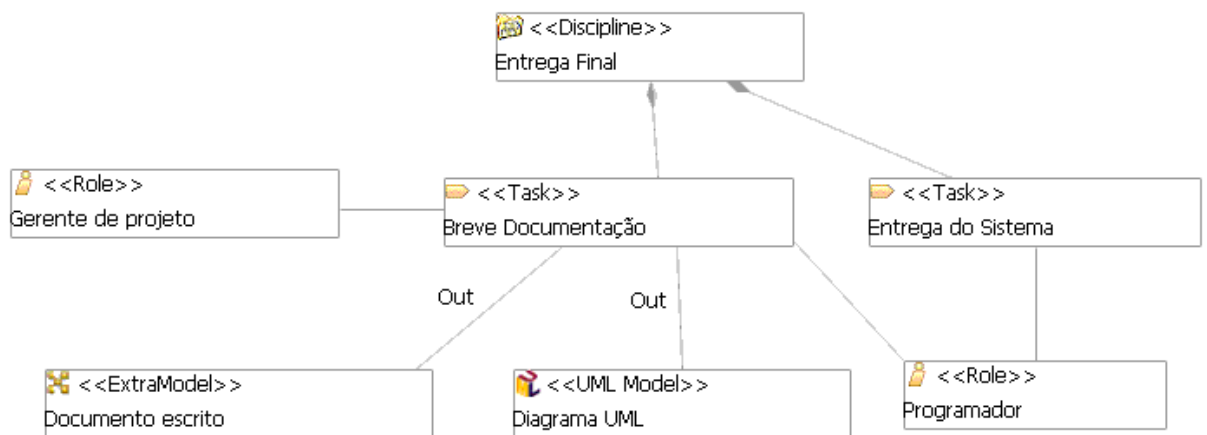 <<Discipline>>
Entrega Final
<<Role>>
Gerente de projeto
<<Task>>
Breve Documentação
<<Task>>
Entrega do Sistema
Out
Out
<<ExtraModel>>
Documento escrito
<<UML Model>>
Diagrama UML
<<Role>>
Programador